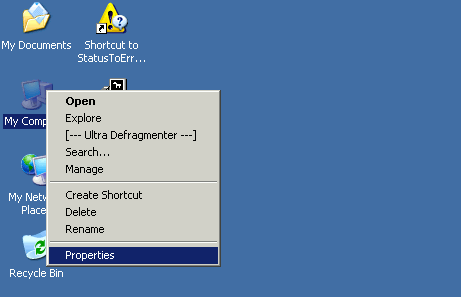 My Documents
Shortcut to
StatusToErr...
My Comp
Open
Explore
[--- Ultra Defragmenter ---]
Search...
Manage
Create Shortcut
Delete
Rename
Properties
My Netw
Place
Recycle Bin